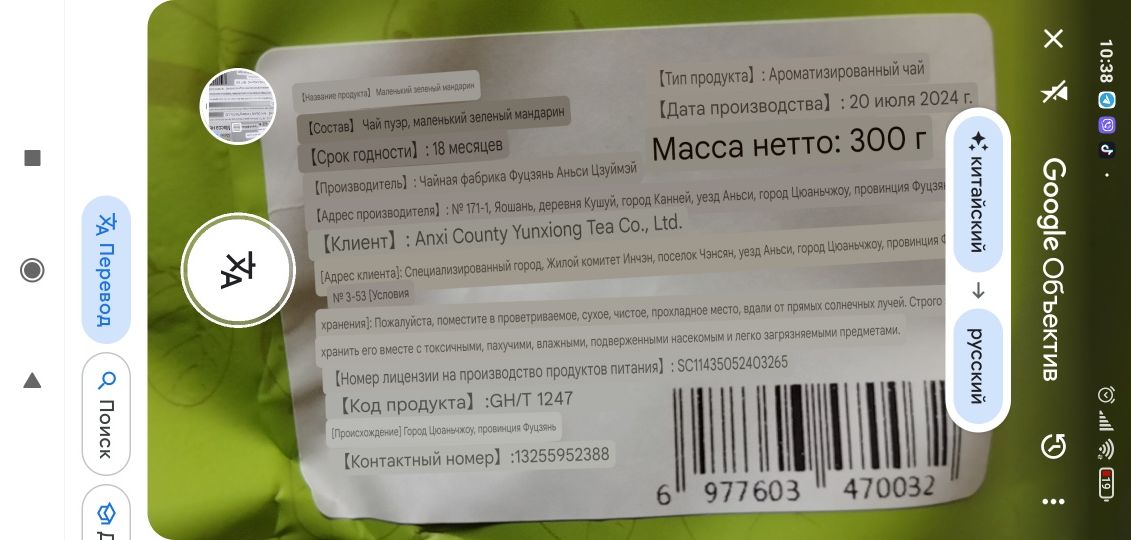 【Название продукта】 Маленький зеленый мандарин
【Состав】 Чай пуэр, маленький зеленый мандарин
【Срок годности】: 18 месяцев
【Тип продукта】: Ароматизированный чай
【Дата производства】: 20 июля 2024 г.
Масса нетто: 300 г
【Производитель】: Чайная фабрика Фуцзянь Аньси Цзуймэй
【Адрес производителя】: № 171-1, Яошань, деревня Кушуй, город Канней, уезд Аньси, город Цюаньчжоу, провинция Фуцзян
【Клиент】: Anxi County Yunxiong Tea Co., Ltd.
[Адрес клиента]: Специализированный город, Жилой комитет Инчэн, поселок Чэнсян, уезд Аньси, город Цюаньчжоу, провинция Ф
№ 3-53 [Условия
хранения]: Пожалуйста, поместите в проветриваемое, сухое, чистое, прохладное место, вдали от прямых солнечных лучей. Строго
хранить его вместе с токсичными, пахучими, влажными, подверженными насекомым и легко загрязняемыми предметами.
【Номер лицензии на производство продуктов питания】: SC11435052403265
【Код продукта】:GH/T 1247
[Происхождение] Город Цюаньчжоу, провинция Фуцзянь
【Контактный номер】:13255952388
6 977603 470032
10:38
Google Объектив
19
китайский
русский
Перевод
Поиск